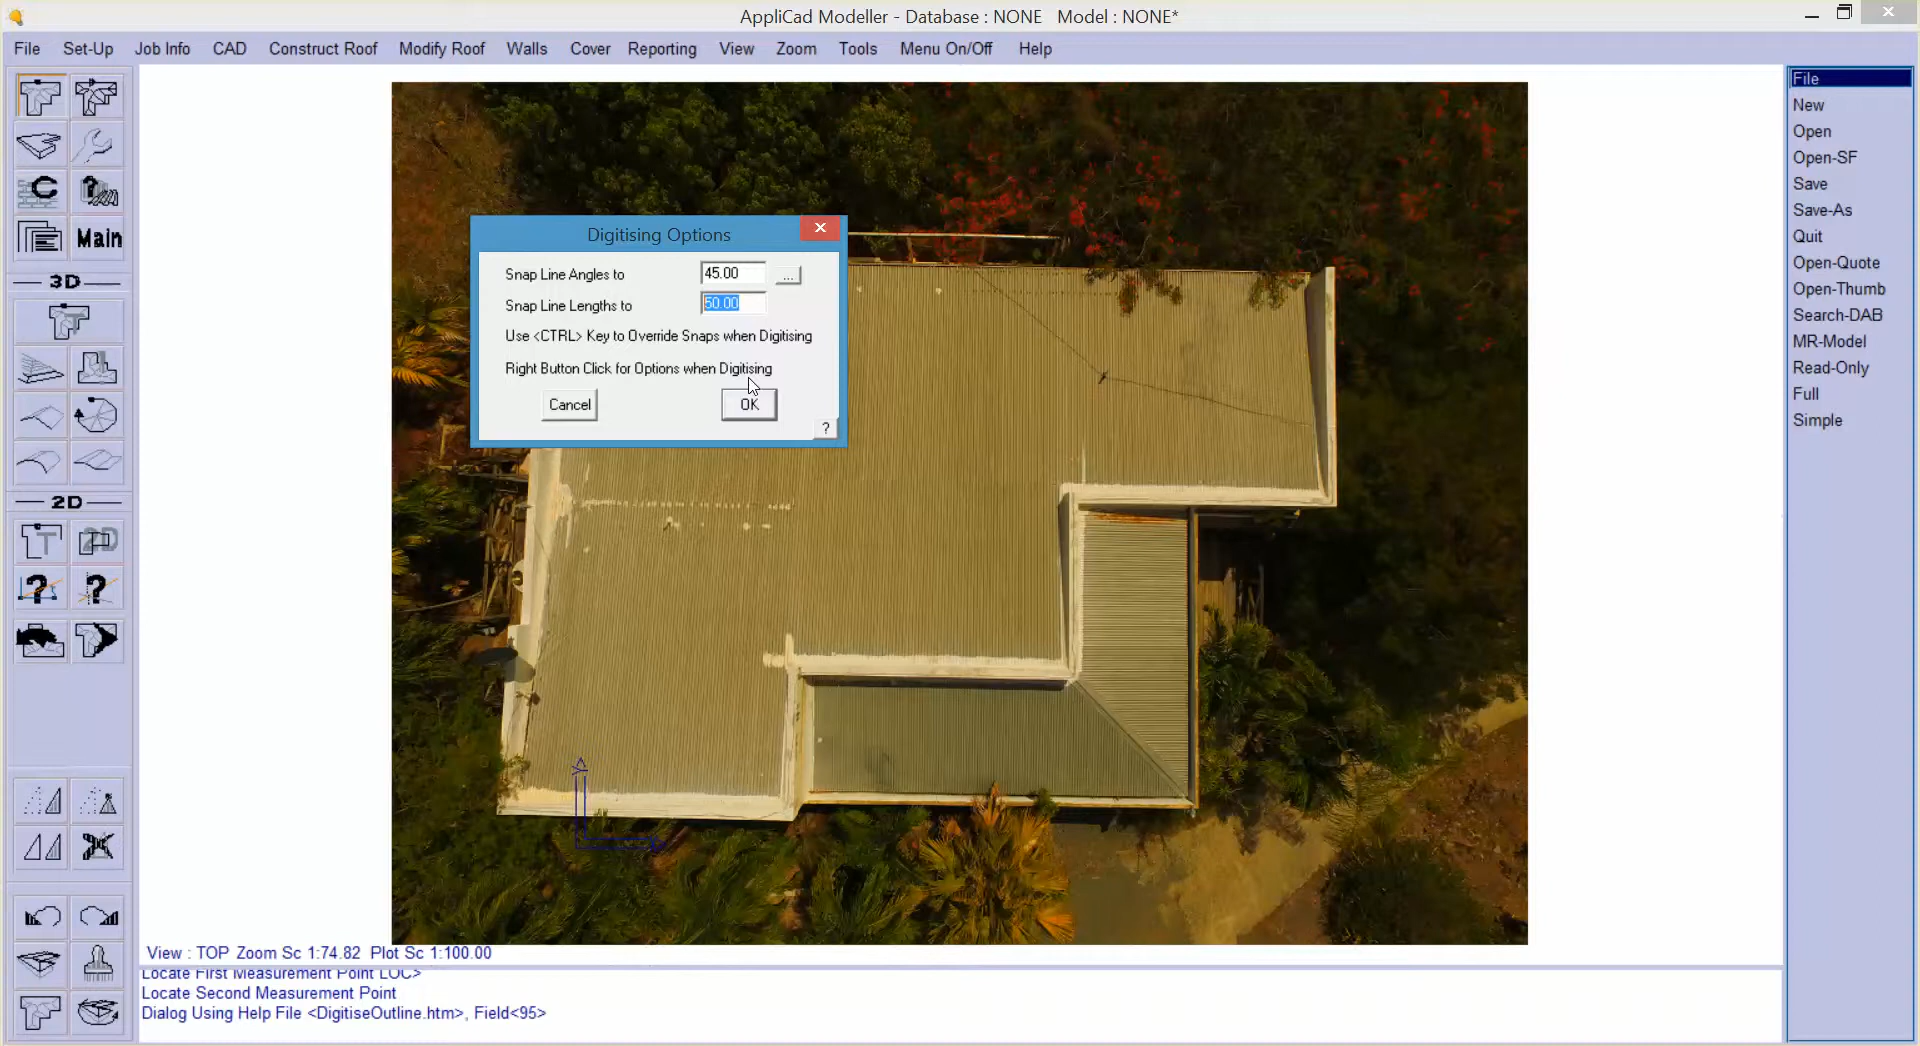 AppliCad Modeller - Database : NONE   Model : NONE*
File Set-Up Job Info CAD Construct Roof Modify Roof Walls Cover Reporting View Zoom Tools Menu On/Off Help
Main
3D
2D
Digitising Options
Snap Line Angles to 45.00 ...
Snap Line Lengths to 50.00
Use <CTRL> Key to Override Snaps when Digitising
Right Button Click for Options when Digitising
Cancel OK
?
Y
View : TOP Zoom Sc 1:74.82 Plot Sc 1:100.00
Locate First Measurement Point LOC>
Locate Second Measurement Point
Dialog Using Help File <DigitiseOutline.htm>, Field<95>
File
New
Open
Open-SF
Save
Save-As
Quit
Open-Quote
Open-Thumb
Search-DAB
MR-Model
Read-Only
Full
Simple